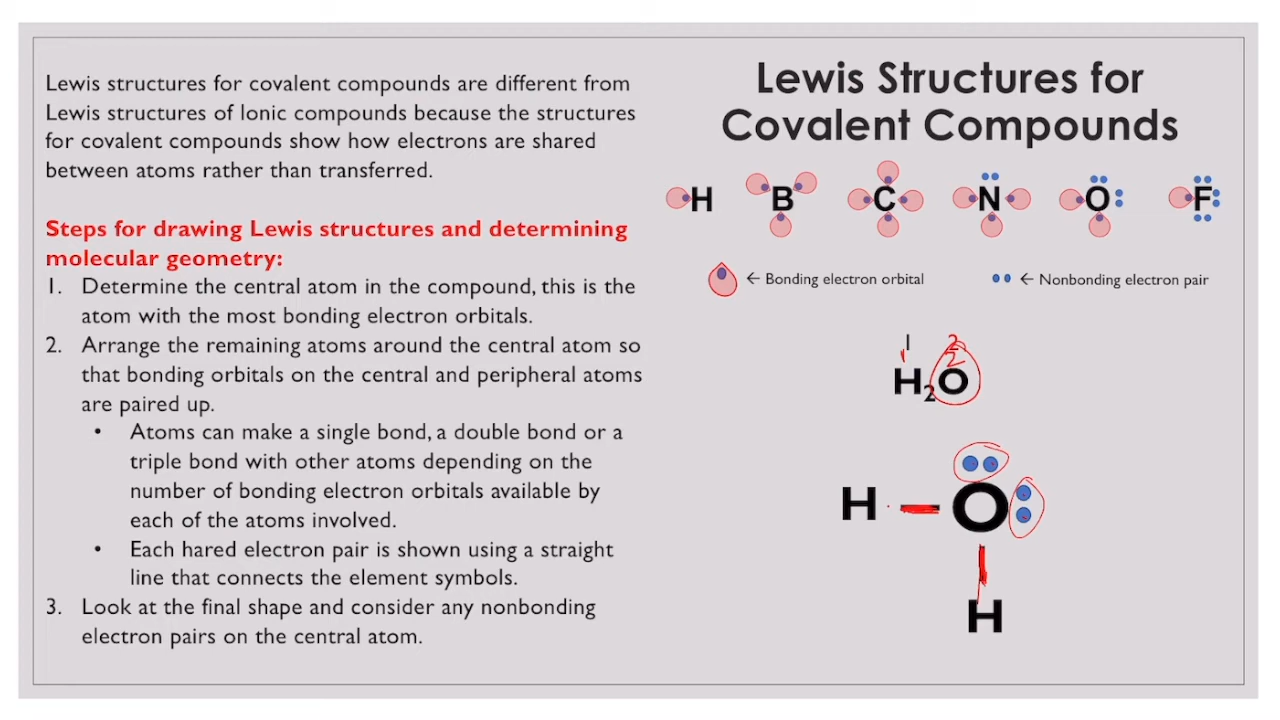 Lewis structures for covalent compounds are different from
Lewis structures of Ionic compounds because the structures
for covalent compounds show how electrons are shared
between atoms rather than transferred.
Steps for drawing Lewis structures and determining
molecular geometry:
1. Determine the central atom in the compound, this is the
atom with the most bonding electron orbitals.
2. Arrange the remaining atoms around the central atom so
that bonding orbitals on the central and peripheral atoms
are paired up.
• Atoms can make a single bond, a double bond or a
triple bond with other atoms depending on the
number of bonding electron orbitals available by
each of the atoms involved.
• Each hared electron pair is shown using a straight
line that connects the element symbols.
3. Look at the final shape and consider any nonbonding
electron pairs on the central atom.
Lewis Structures for
Covalent Compounds
H B C N O F
← Bonding electron orbital
← Nonbonding electron pair
1 2
2
H₂O
H O
H